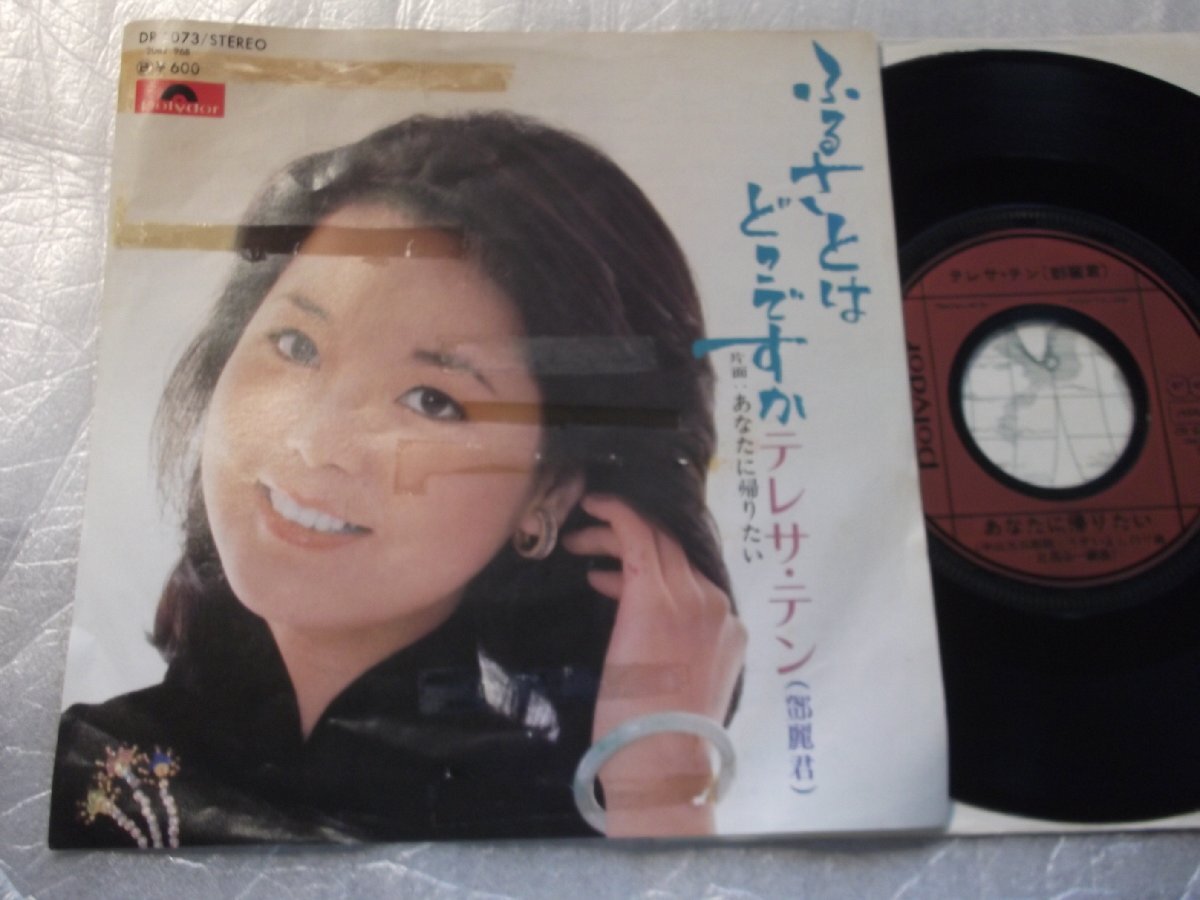 STEREO
¥600
polydor
ふるさとは
どこですか
片面:あなたに帰りたい
テレサ・テン
(鄧麗君)
テレサ・テン(鄧麗君)
polydor
あなたに帰りたい